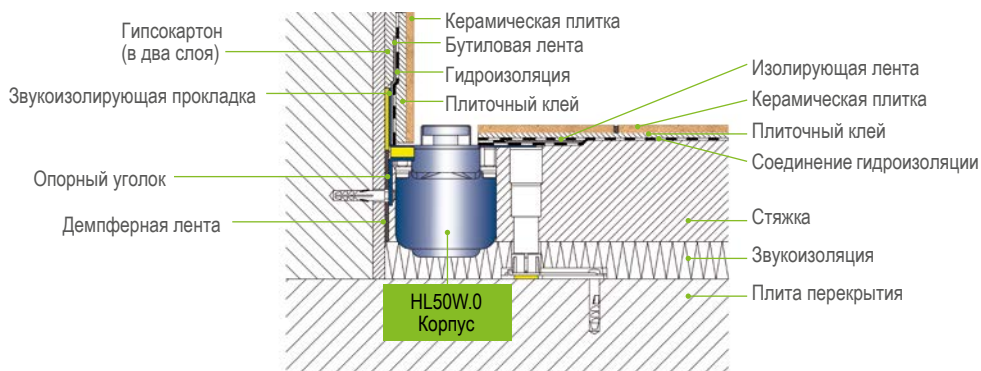 Гипсокартон
(в два слоя)
Звукоизолирующая прокладка
Опорный уголок
Демпферная лента
Керамическая плитка
Бутиловая лента
Гидроизоляция
Плиточный клей
Изолирующая лента
Керамическая плитка
Плиточный клей
Соединение гидроизоляции
Стяжка
Звукоизоляция
Плита перекрытия
HL50W.0
Корпус